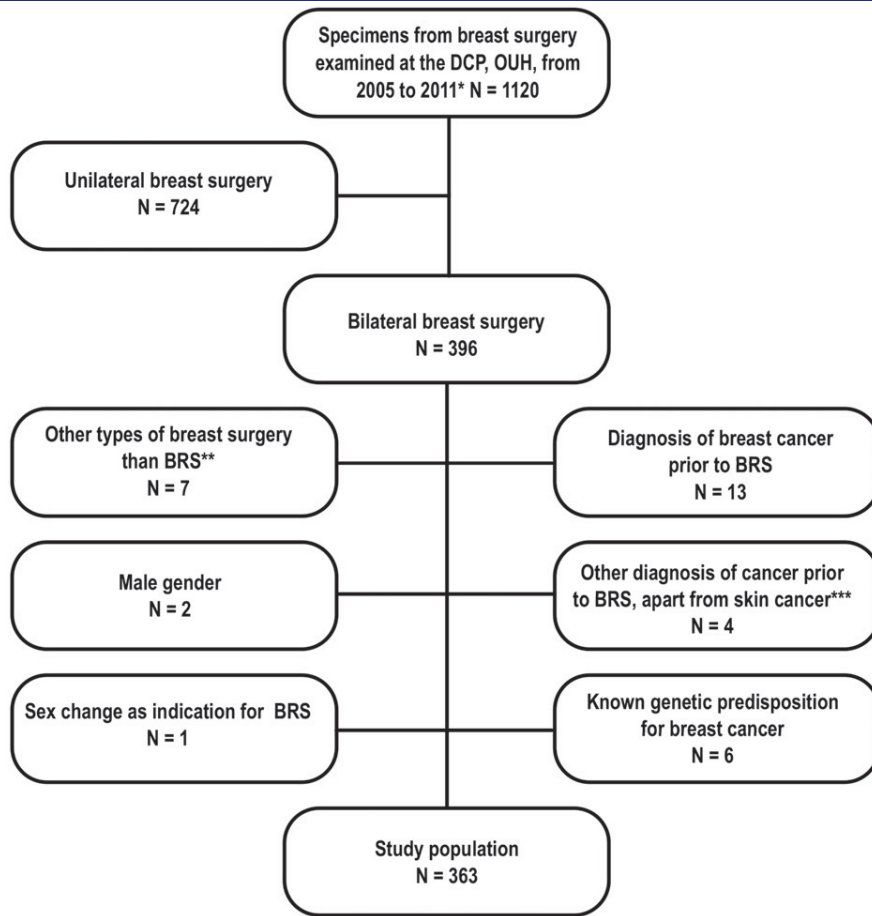 Specimens from breast surgery
examined at the DCP, OUH, from
2005 to 2011* N = 1120
Unilateral breast surgery
N = 724
Bilateral breast surgery
N = 396
Other types of breast surgery
than BRS**
N = 7
Diagnosis of breast cancer
prior to BRS
N = 13
Male gender
N = 2
Other diagnosis of cancer prior
to BRS, apart from skin cancer***
N = 4
Sex change as indication for BRS
N = 1
Known genetic predisposition
for breast cancer
N = 6
Study population
N = 363